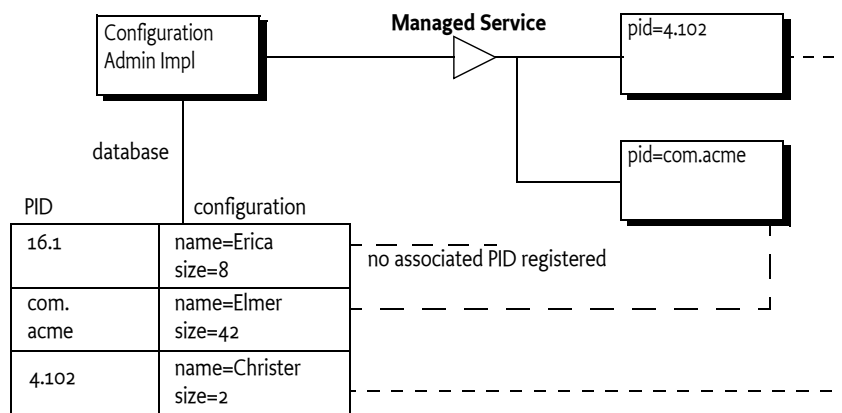 Managed Service
Configuration
Admin Impl
pid=4.102
pid=com.acme
database
PID
configuration
16.1
name=Erica
size=8
no associated PID registered
com.
acme
name=Elmer
size=42
4.102
name=Christer
size=2